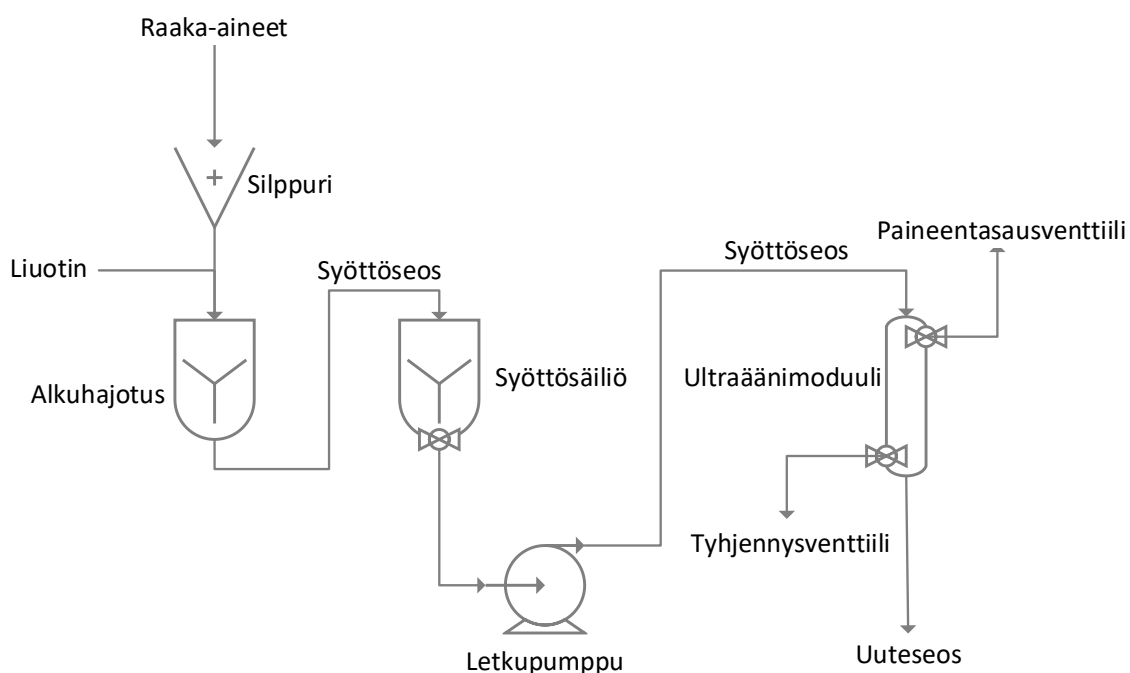 Raaka-aineet
Silppuri
Liuotin
Syöttöseos
Alkuhajotus
Syöttösäiliö
Letkupumppu
Syöttöseos
Paineentasausventtiili
Ultraäänimoduuli
Tyhjennysventtiili
Uuteseos